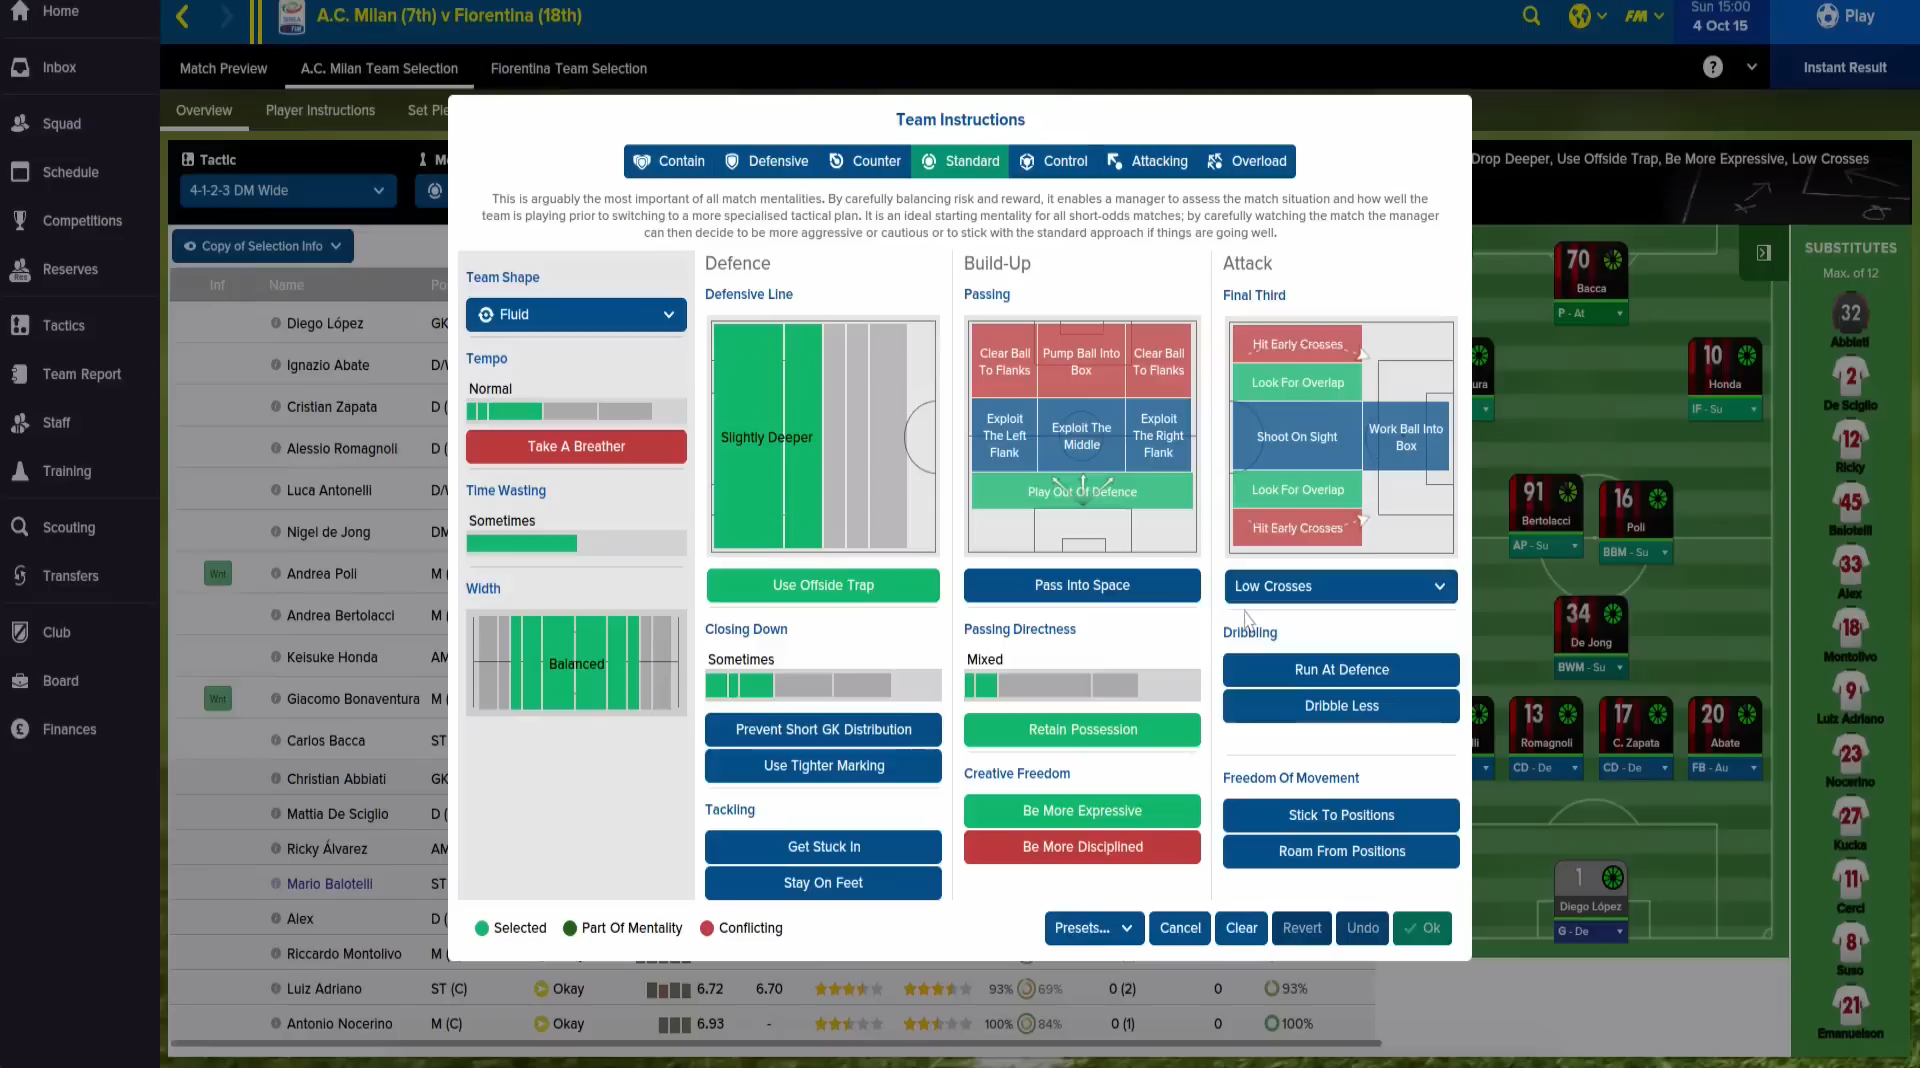 Home
Inbox
Squad
Schedule
Competitions
Reserves
Tactics
Team Report
Staff
Training
Scouting
Transfers
Club
Board
Finances
A.C. Milan (7th) v Fiorentina (18th)
FM
Sun 15:00
4 Oct 15
Play
Match Preview
A.C. Milan Team Selection
Fiorentina Team Selection
?
Instant Result
Overview
Player Instructions
Set Pie
Tactic
4-1-2-3 DM Wide
Copy of Selection Info
Inf Name Po
Diego López GK
Ignazio Abate D/W
Cristian Zapata D (
Alessio Romagnoli D (
Luca Antonelli D/W
Nigel de Jong DM
Wnt Andrea Poli M (
Andrea Bertolacci M (
Keisuke Honda AM
Wnt Giacomo Bonaventura M (
Carlos Bacca ST
Christian Abbiati GK
Mattia De Sciglio D (
Ricky Álvarez AM
Mario Balotelli ST
Alex D (
Riccardo Montolivo M (
Luiz Adriano ST (C) Okay 6.72 6.70 93% 69% 0 (2) 0 93%
Antonio Nocerino M (C) Okay 6.93 - 100% 84% 0 (1) 0 100%
Team Instructions
Contain Defensive Counter Standard Control Attacking Overload
This is arguably the most important of all match mentalities. By carefully balancing risk and reward, it enables a manager to assess the match situation and how well the
team is playing prior to switching to a more specialised tactical plan. It is an ideal starting mentality for all short-odds matches; by carefully watching the match the manager
can then decide to be more aggressive or cautious or to stick with the standard approach if things are going well.
Team Shape
Fluid
Tempo
Normal
Take A Breather
Time Wasting
Sometimes
Width
Balanced
Defence
Defensive Line
Slightly Deeper
Use Offside Trap
Closing Down
Sometimes
Prevent Short GK Distribution
Use Tighter Marking
Tackling
Get Stuck In
Stay On Feet
Build-Up
Passing
Clear Ball To Flanks
Pump Ball Into Box
Clear Ball To Flanks
Exploit The Left Flank
Exploit The Middle
Exploit The Right Flank
Play Out Of Defence
Pass Into Space
Passing Directness
Mixed
Retain Possession
Creative Freedom
Be More Expressive
Be More Disciplined
Attack
Final Third
Hit Early Crosses
Look For Overlap
Shoot On Sight
Work Ball Into Box
Look For Overlap
Hit Early Crosses
Low Crosses
Dribbling
Run At Defence
Dribble Less
Freedom Of Movement
Stick To Positions
Roam From Positions
Selected Part Of Mentality Conflicting
Presets... Cancel Clear Revert Undo Ok
Drop Deeper, Use Offside Trap, Be More Expressive, Low Crosses
70
Bacca
P - At
ura
10
Honda
IF - Su
91
Bertolacci
AP - Su
16
Poli
BBM - Su
34
De Jong
BWM - Su
lli
13
Romagnoli
CD - De
17
C. Zapata
CD - De
20
Abate
FB - Au
1
Diego López
G - De
SUBSTITUTES
Max. of 12
32
Abbiati
2
De Sciglio
12
Ricky
45
Balotelli
33
Alex
18
Montolivo
9
Luiz Adriano
23
Nocerino
27
Kucka
11
Cerci
8
Suso
21
Emanuelson